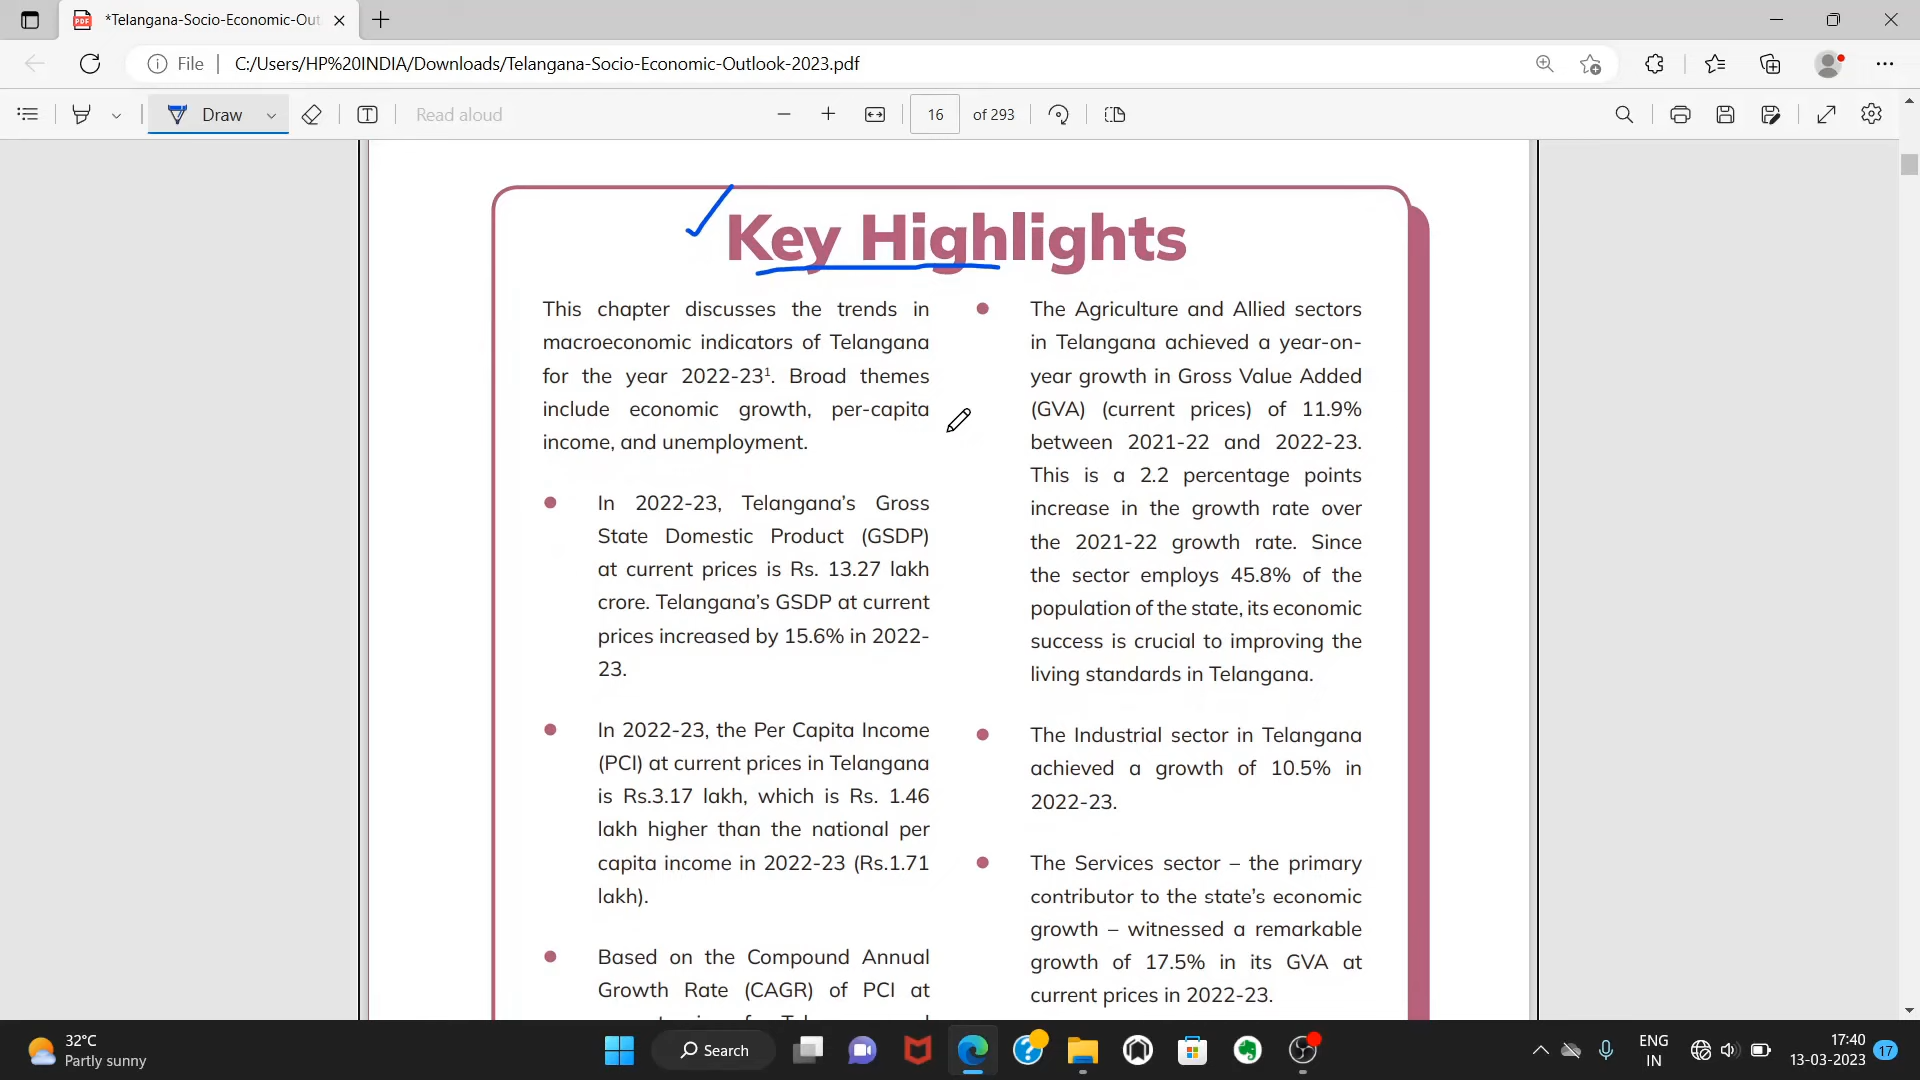 *Telangana-Socio-Economic-Out
File
C:/Users/HP%20INDIA/Downloads/Telangana-Socio-Economic-Outlook-2023.pdf
Draw
Read aloud
16
of 293
Key Highlights
This chapter discusses the trends in
macroeconomic indicators of Telangana
for the year 2022-23¹. Broad themes
include economic growth, per-capita
income, and unemployment.
In 2022-23, Telangana’s Gross
State Domestic Product (GSDP)
at current prices is Rs. 13.27 lakh
crore. Telangana’s GSDP at current
prices increased by 15.6% in 2022-
23.
In 2022-23, the Per Capita Income
(PCI) at current prices in Telangana
is Rs.3.17 lakh, which is Rs. 1.46
lakh higher than the national per
capita income in 2022-23 (Rs.1.71
lakh).
Based on the Compound Annual
Growth Rate (CAGR) of PCI at
The Agriculture and Allied sectors
in Telangana achieved a year-on-
year growth in Gross Value Added
(GVA) (current prices) of 11.9%
between 2021-22 and 2022-23.
This is a 2.2 percentage points
increase in the growth rate over
the 2021-22 growth rate. Since
the sector employs 45.8% of the
population of the state, its economic
success is crucial to improving the
living standards in Telangana.
The Industrial sector in Telangana
achieved a growth of 10.5% in
2022-23.
The Services sector – the primary
contributor to the state’s economic
growth – witnessed a remarkable
growth of 17.5% in its GVA at
current prices in 2022-23.
32°C
Partly sunny
Search
ENG
IN
17:40
13-03-2023
17